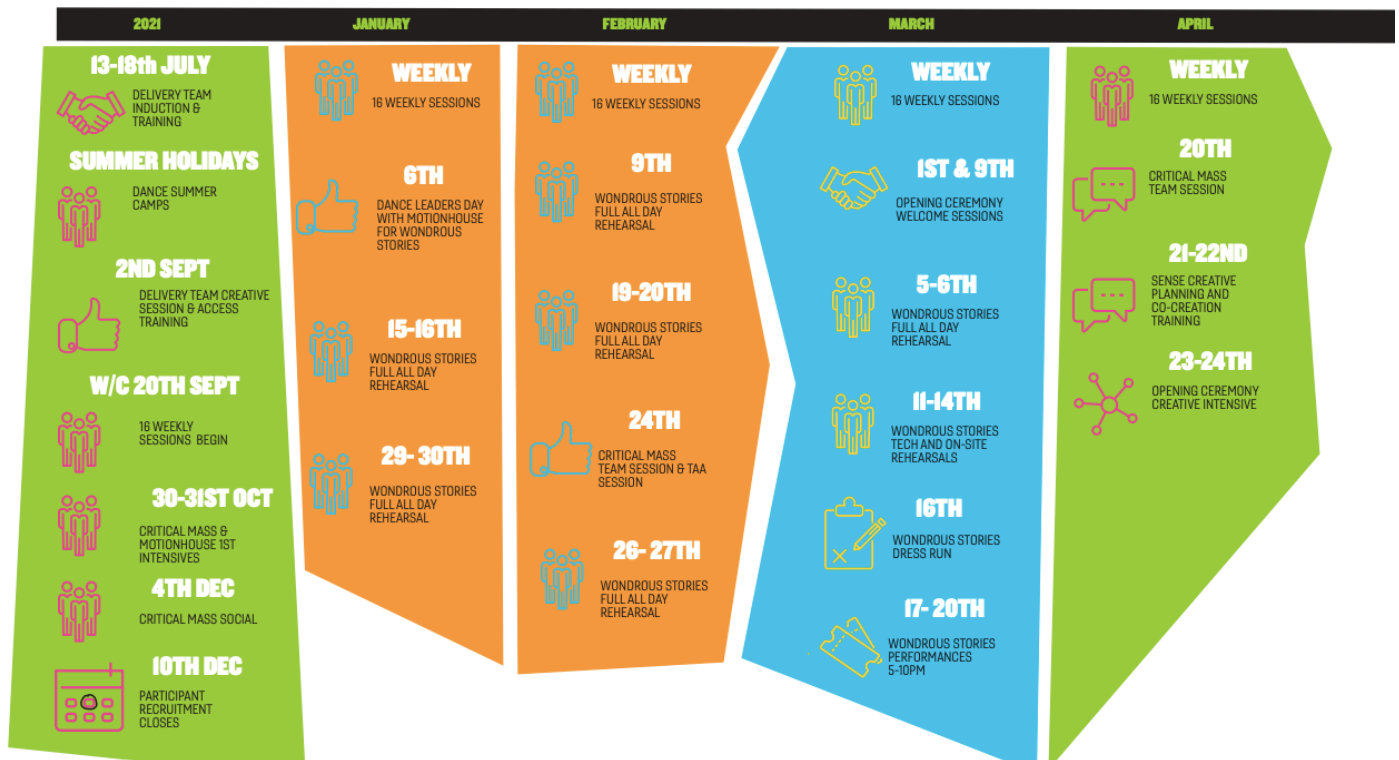 2021
JANUARY
FEBRUARY
MARCH
APRIL
13-18th JULY
DELIVERY TEAM
INDUCTION &
TRAINING
SUMMER HOLIDAYS
DANCE SUMMER
CAMPS
2ND SEPT
DELIVERY TEAM CREATIVE
SESSION & ACCESS
TRAINING
W/C 20TH SEPT
16 WEEKLY
SESSIONS BEGIN
30-31ST OCT
CRITICAL MASS &
MOTIONHOUSE 1ST
INTENSIVES
4TH DEC
CRITICAL MASS SOCIAL
10TH DEC
PARTICIPANT
RECRUITMENT
CLOSES
WEEKLY
16 WEEKLY SESSIONS
6TH
DANCE LEADERS DAY
WITH MOTIONHOUSE
FOR WONDROUS
STORIES
15-16TH
WONDROUS STORIES
FULL ALL DAY
REHEARSAL
29- 30TH
WONDROUS STORIES
FULL ALL DAY
REHEARSAL
WEEKLY
16 WEEKLY SESSIONS
9TH
WONDROUS STORIES
FULL ALL DAY
REHEARSAL
19-20TH
WONDROUS STORIES
FULL ALL DAY
REHEARSAL
24TH
CRITICAL MASS
TEAM SESSION & TAA
SESSION
26- 27TH
WONDROUS STORIES
FULL ALL DAY
REHEARSAL
WEEKLY
16 WEEKLY SESSIONS
1ST & 9TH
OPENING CEREMONY
WELCOME SESSIONS
5-6TH
WONDROUS STORIES
FULL ALL DAY
REHEARSAL
11-14TH
WONDROUS STORIES
TECH AND ON-SITE
REHEARSALS
16TH
WONDROUS STORIES
DRESS RUN
17- 20TH
WONDROUS STORIES
PERFORMANCES
5-10PM
WEEKLY
16 WEEKLY SESSIONS
20TH
CRITICAL MASS
TEAM SESSION
21-22ND
SENSE CREATIVE
PLANNING AND
CO-CREATION
TRAINING
23-24TH
OPENING CEREMONY
CREATIVE INTENSIVE